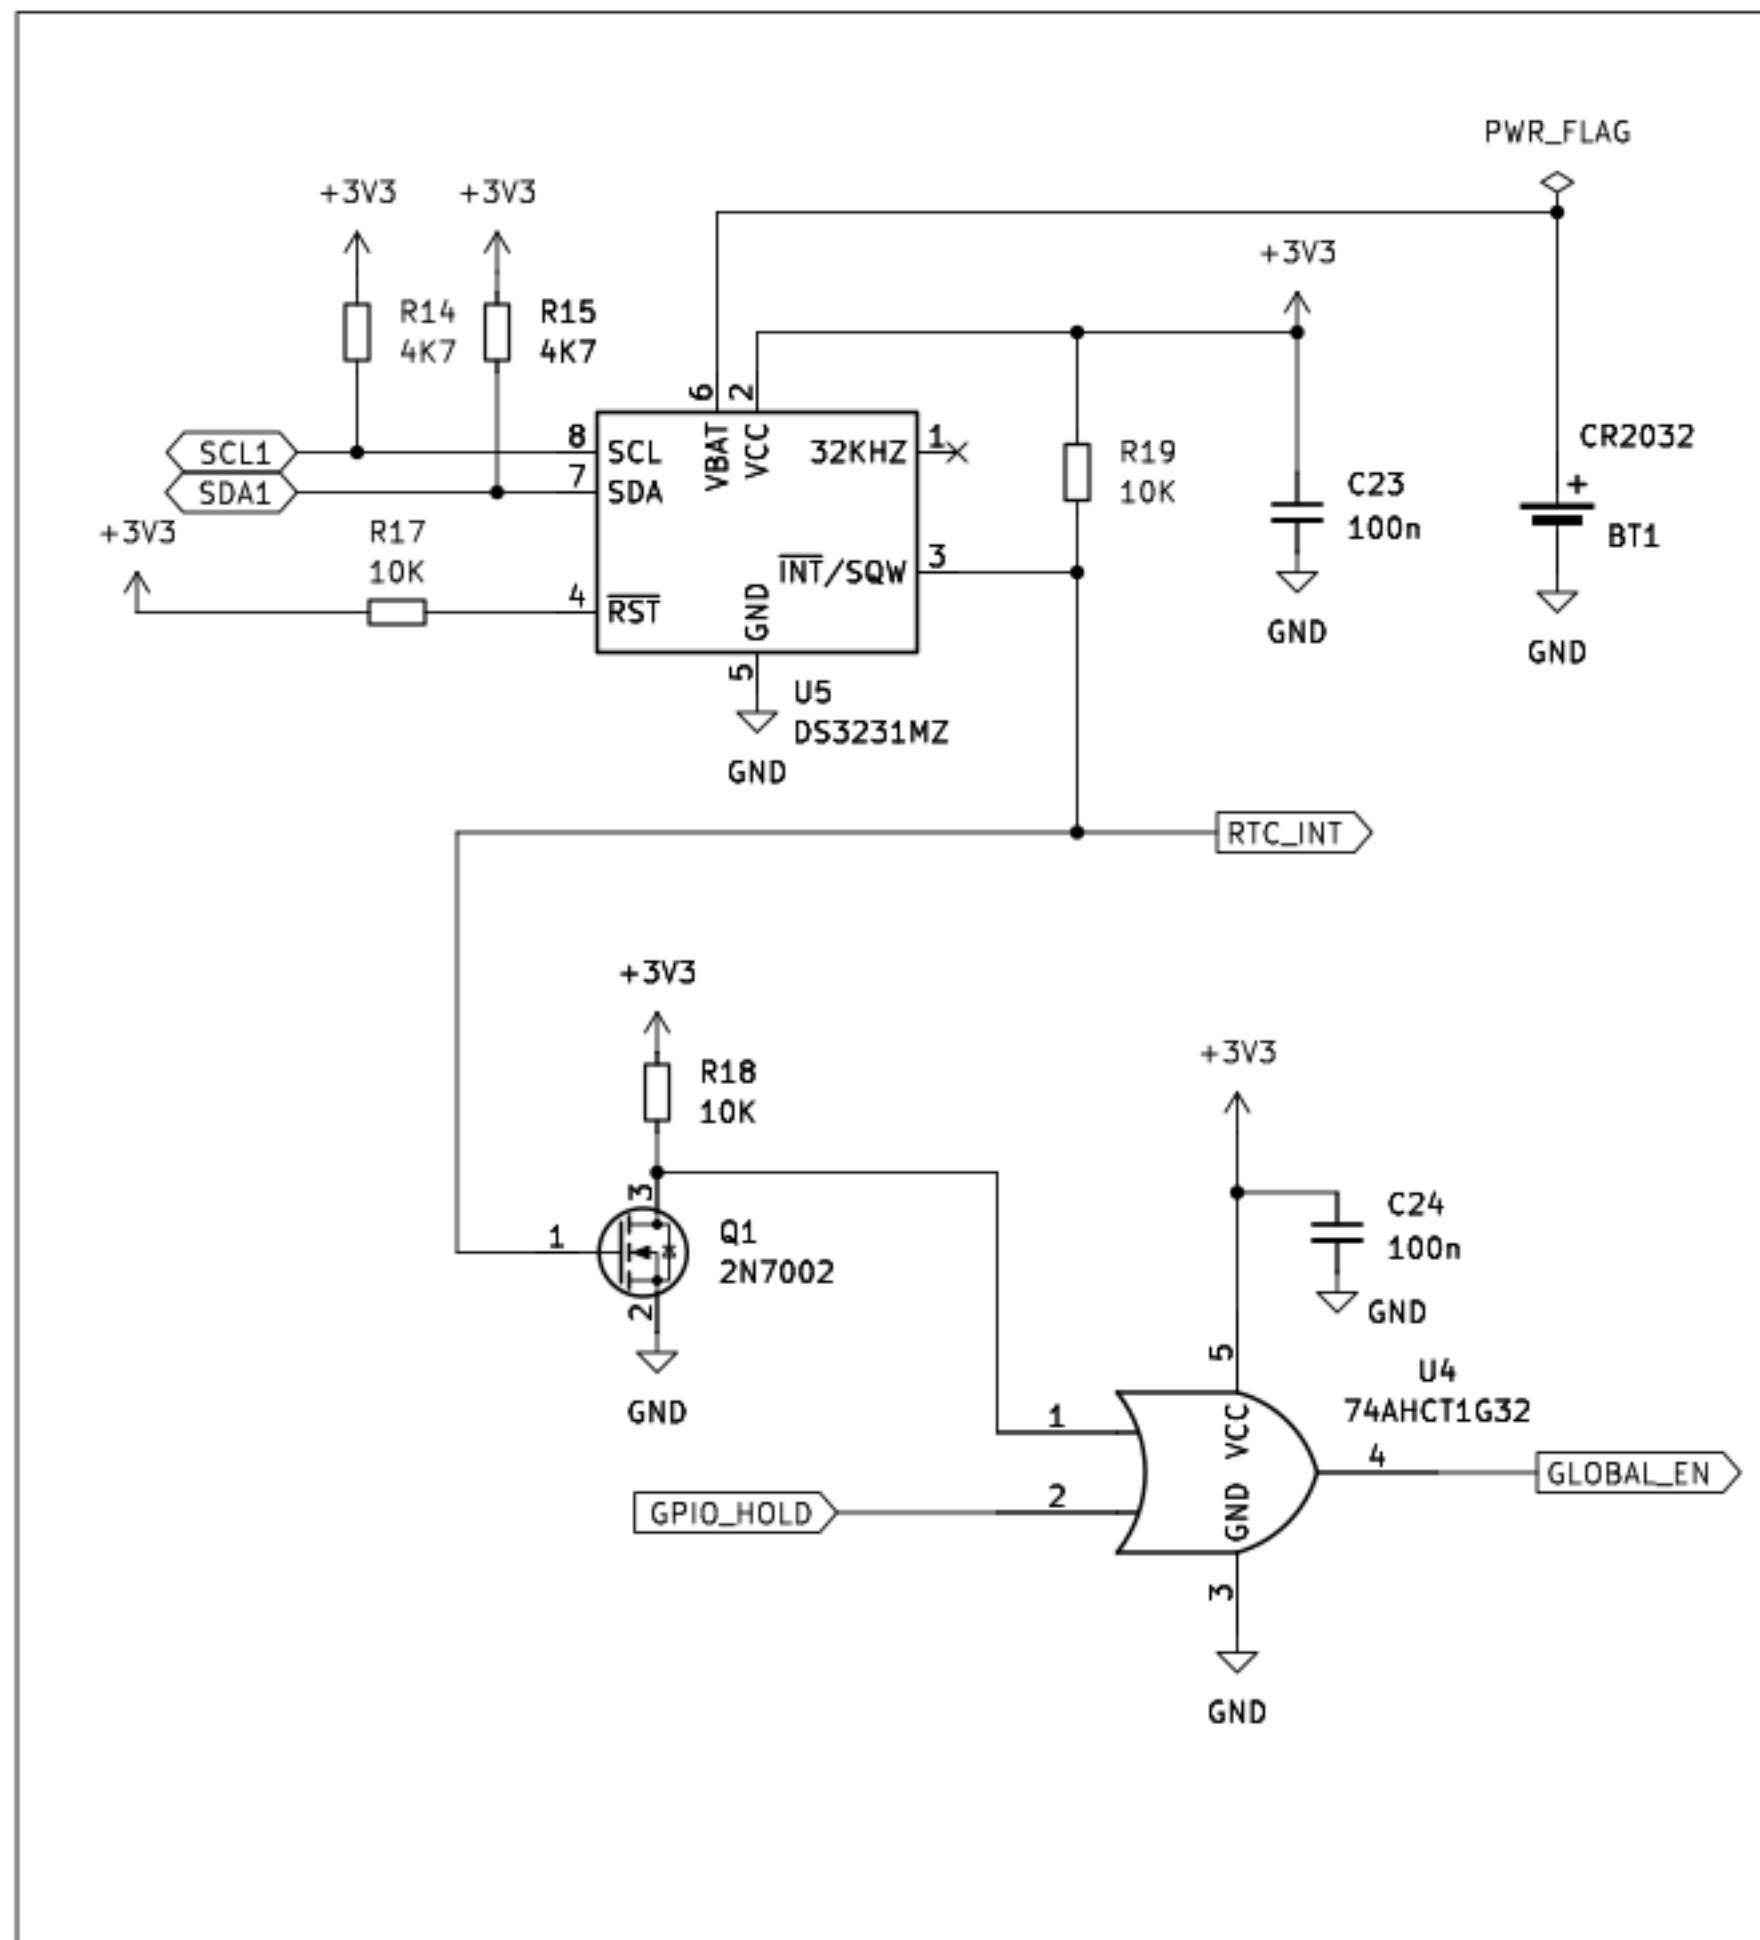 PWR_FLAG
+3V3
+3V3
+3V3
R14
4K7
R15
4K7
6
2
CR2032
+
BT1
SCL1
8
SCL
VBAT
VCC
32KHZ
1
R19
10K
C23
100n
SDA1
7
SDA
+3V3
R17
10K
INT/SQW
3
4
RST
GND
5
GND
GND
U5
DS3231MZ
GND
RTC_INT
+3V3
R18
10K
+3V3
3
C24
100n
1
Q1
2N7002
2
GND
GND
5
U4
74AHCT1G32
1
VCC
4
GLOBAL_EN
GPIO_HOLD
2
GND
3
GND